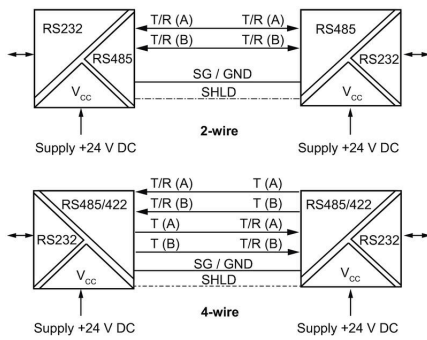 RS232 T/R (A) T/R (A) RS485
T/R (B) T/R (B)
RS485 RS232
SG / GND
VCC SHLD VCC
2-wire
Supply +24 V DC Supply +24 V DC
RS485/422 T/R (A) T (A) RS485/422
T/R (B) T (B)
RS232 T (A) T/R (A) RS232
T (B) T/R (B)
SG / GND
VCC SHLD VCC
4-wire
Supply +24 V DC Supply +24 V DC